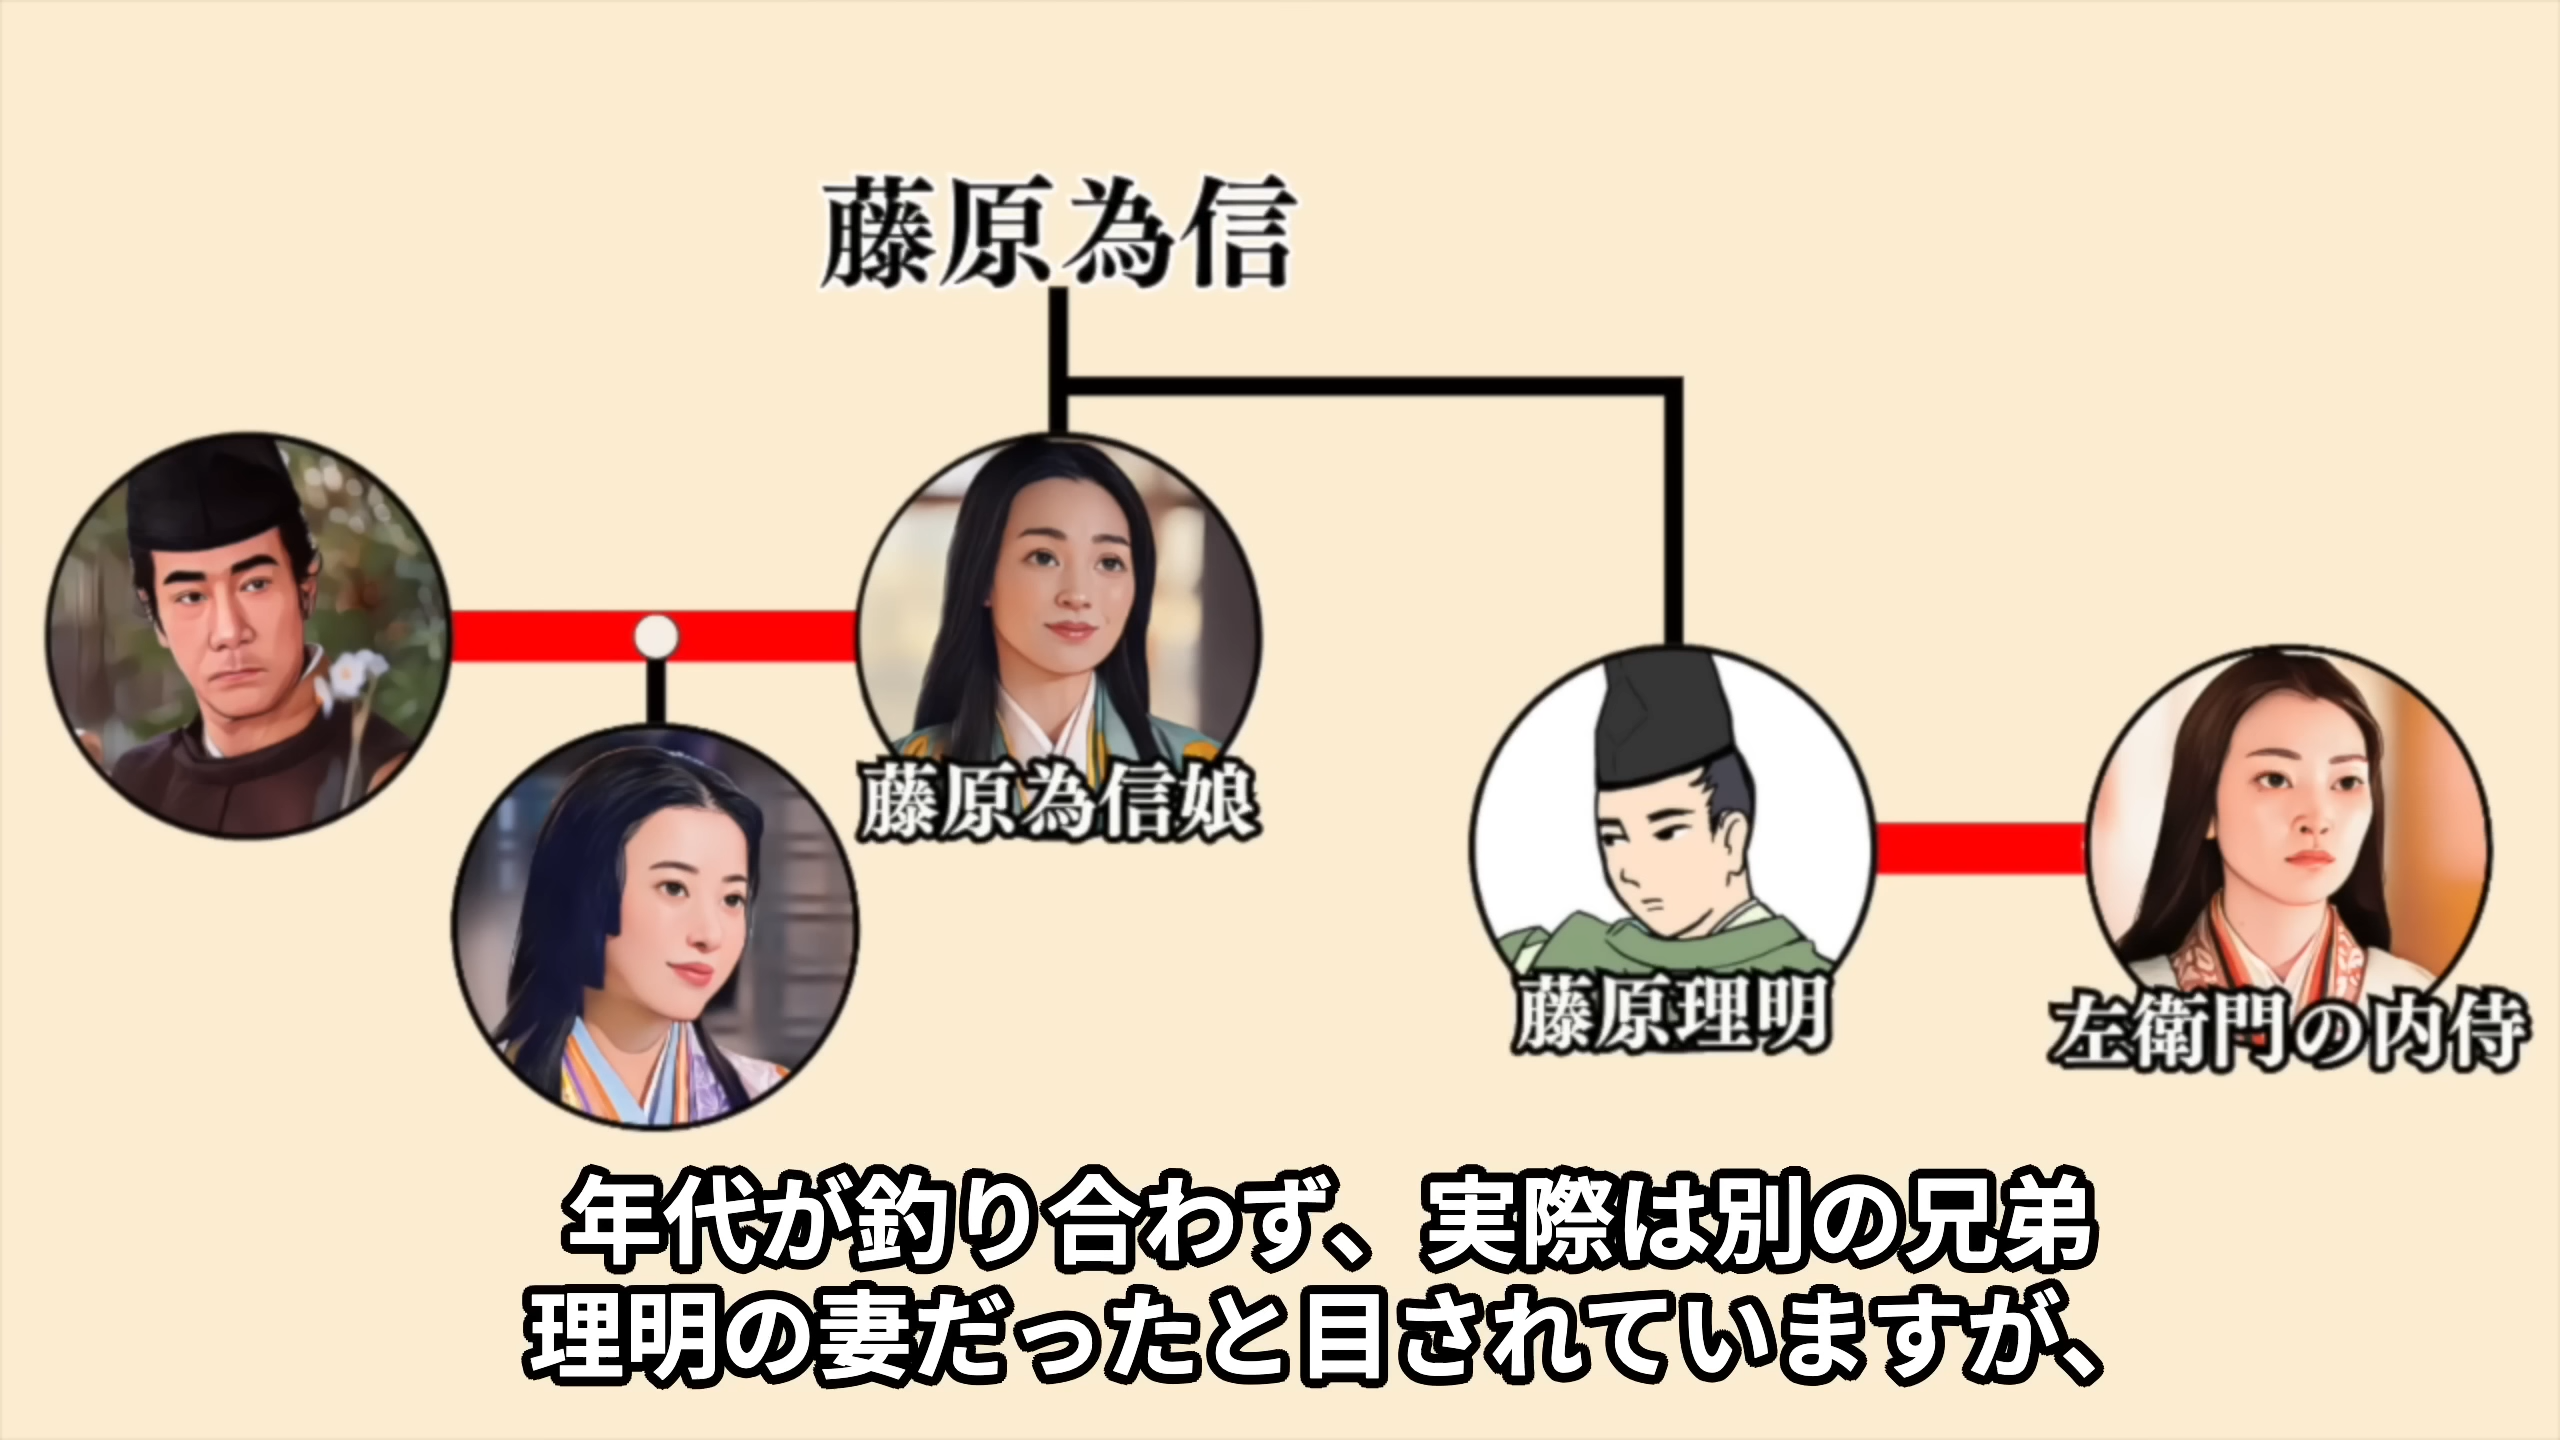 藤原為信
藤原為信娘
藤原理明
左衛門の内侍
年代が釣り合わず、実際は別の兄弟
理明の妻だったと目されていますが、